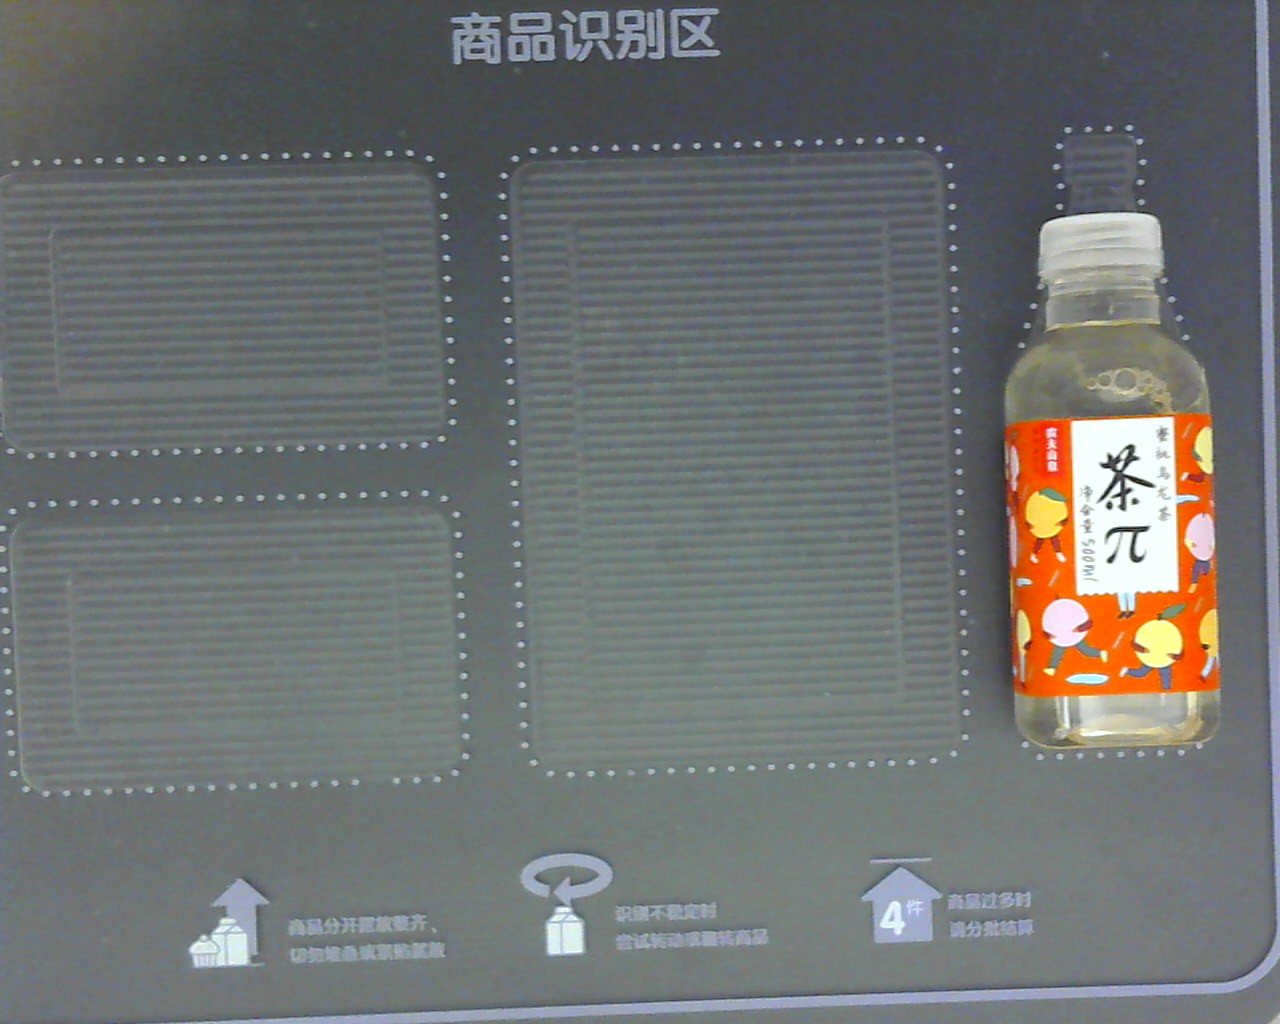 商品识别区
农夫山泉
蜜桃乌龙茶
茶
π
净含量500ml
商品分开摆放整齐、
切勿堆叠或割贴摆放
识别不稳定时
尝试转动或翻转商品
4件
商品过多时
请分批结算